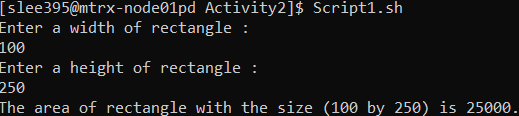 [slee395@mtrx-node01pd Activity2]$ Script1.sh
Enter a width of rectangle :
100
Enter a height of rectangle :
250
The area of rectangle with the size (100 by 250) is 25000.